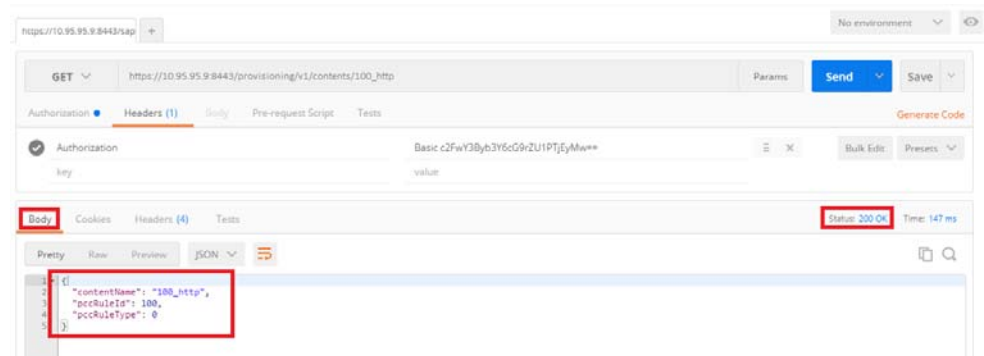 https://10.95.95.9:8443/sap +
No environment
GET https://10.95.95.9:8443/provisioning/v1/contents/100_http Params Send Save
Authorization Headers (1) Body Pre-request Script Tests Generate Code
Authorization Basic c2FwY3Byb3Y6cG9rZU1PTjEyMw== Bulk Edit Presets
key value
Body Cookies Headers (4) Tests Status: 200 OK Time: 147 ms
Pretty Raw Preview JSON
1 {
2 "contentName": "100_http",
3 "pccRuleId": 100,
4 "pccRuleType": 0
5 }